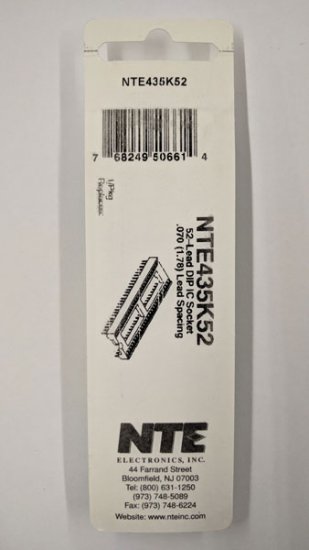 NTE435K52
7 68249 50661 4
1/Pkg
NTE435K52
52-Lead DIP IC Socket
.070 (1.78) Lead Spacing
NTE
ELECTRONICS, INC.
44 Farrand Street
Bloomfield, NJ 07003
Tel: (800) 631-1250
(973) 748-5089
Fax: (973) 748-6224
Website: www.nteinc.com